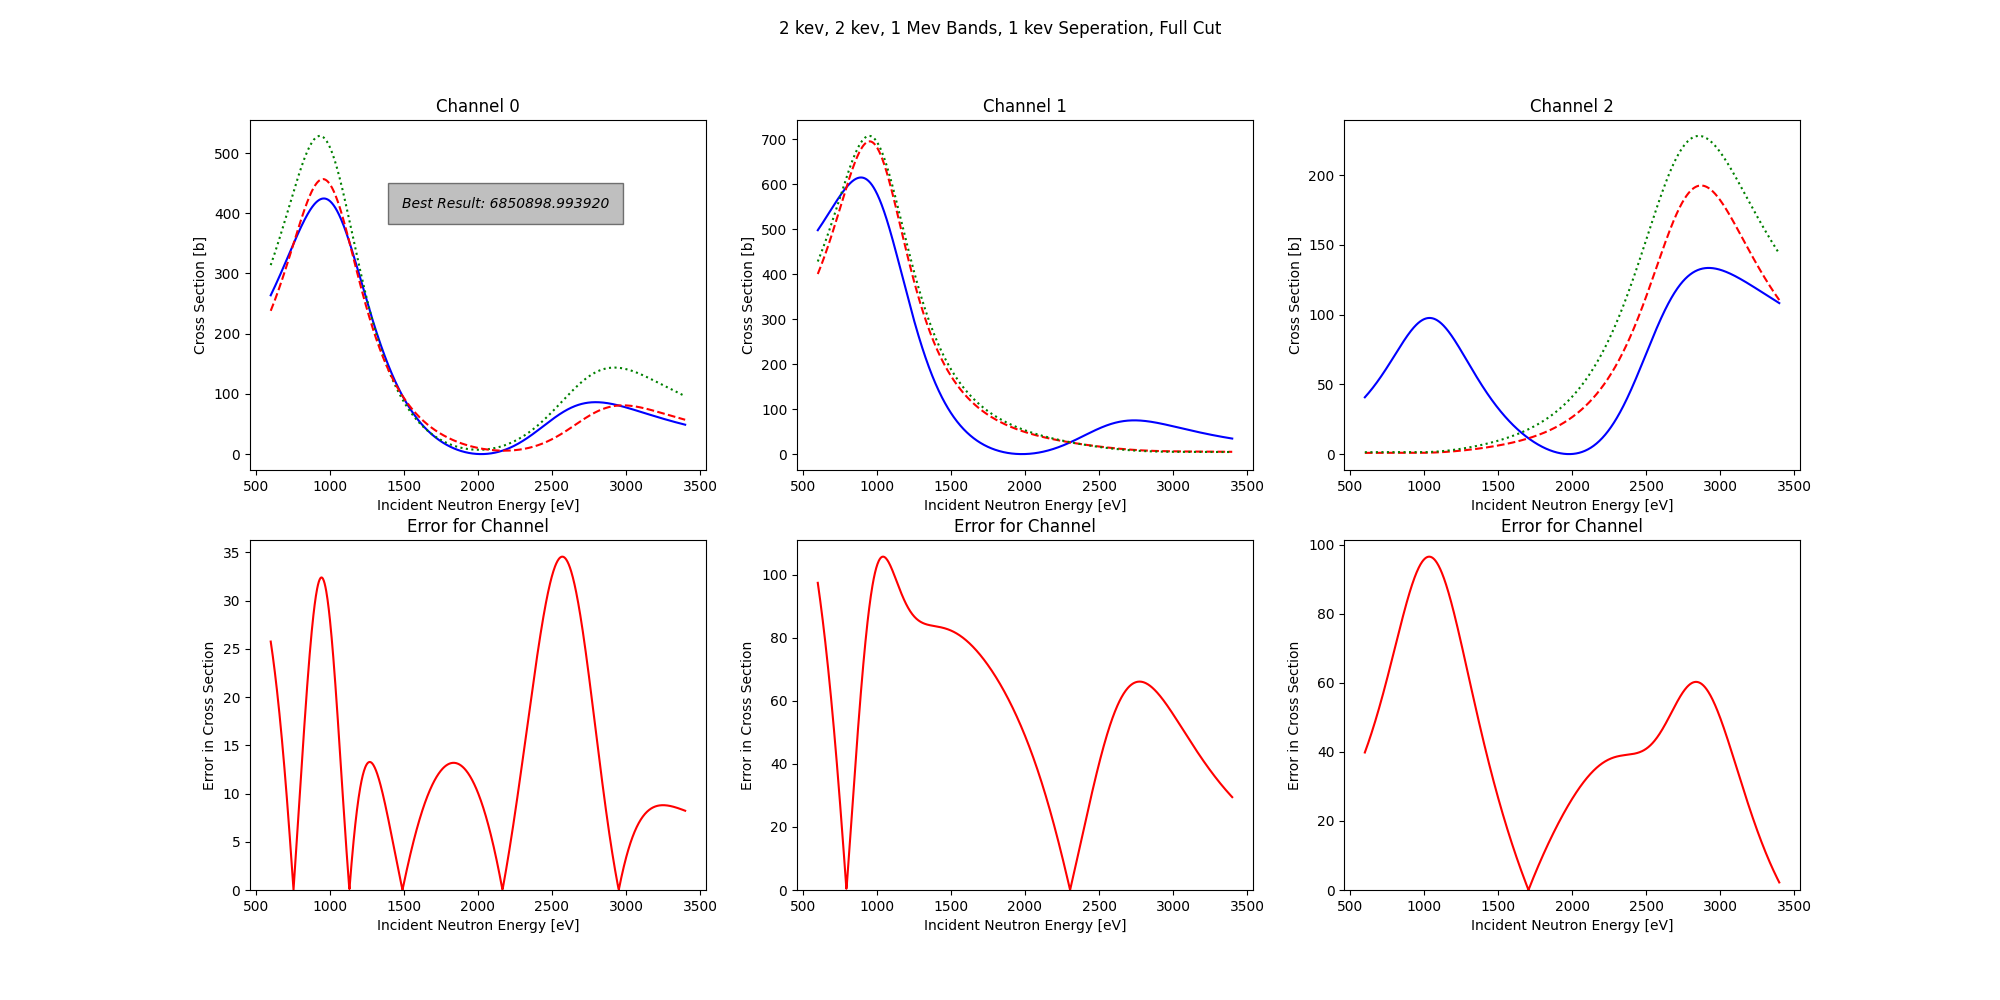 2 kev, 2 kev, 1 Mev Bands, 1 kev Seperation, Full Cut
Channel 0
Cross Section [b]
500
400
300
200
100
0
Best Result: 6850898.993920
500 1000 1500 2000 2500 3000 3500
Incident Neutron Energy [eV]
Channel 1
Cross Section [b]
700
600
500
400
300
200
100
0
500 1000 1500 2000 2500 3000 3500
Incident Neutron Energy [eV]
Channel 2
Cross Section [b]
200
150
100
50
0
500 1000 1500 2000 2500 3000 3500
Incident Neutron Energy [eV]
Error for Channel
Error in Cross Section
35
30
25
20
15
10
5
0
500 1000 1500 2000 2500 3000 3500
Incident Neutron Energy [eV]
Error for Channel
Error in Cross Section
100
80
60
40
20
0
500 1000 1500 2000 2500 3000 3500
Incident Neutron Energy [eV]
Error for Channel
Error in Cross Section
100
80
60
40
20
0
500 1000 1500 2000 2500 3000 3500
Incident Neutron Energy [eV]